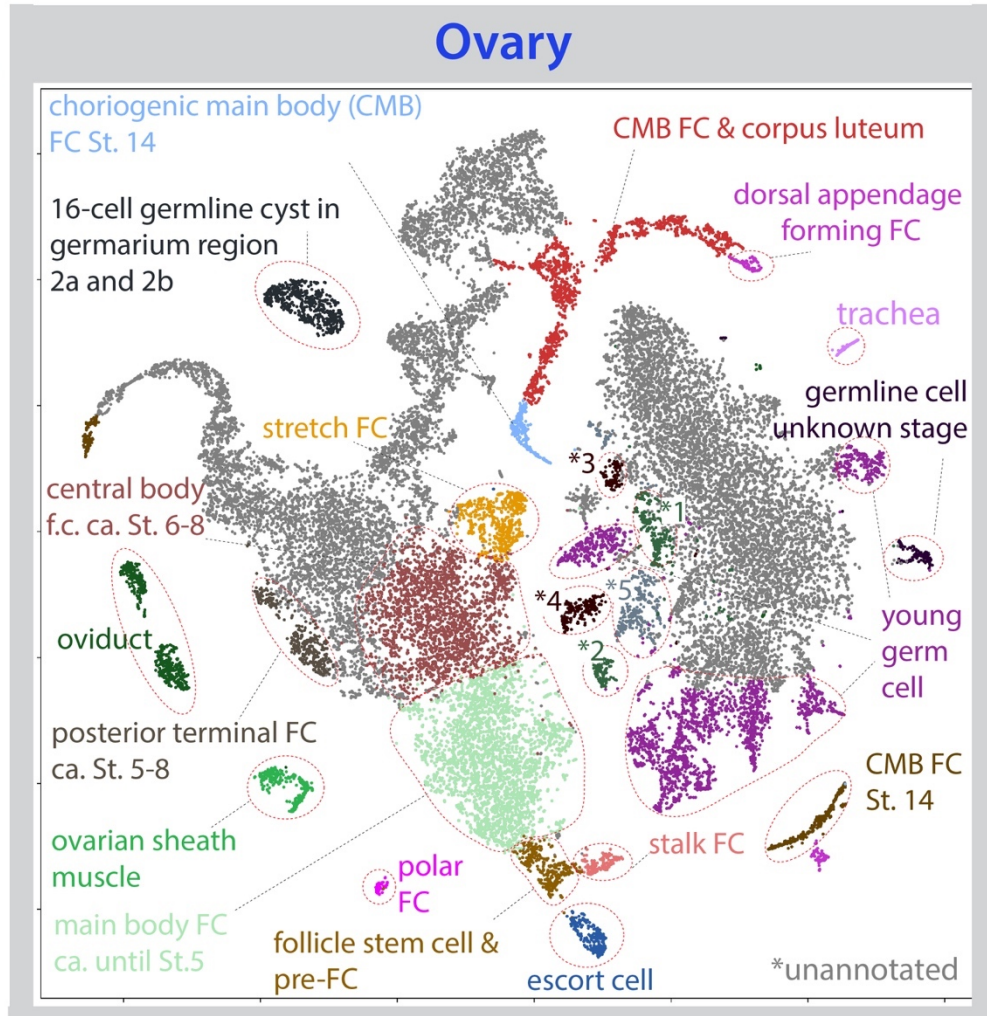 Ovary
choriogenic main body (CMB)
FC St. 14
CMB FC & corpus luteum
dorsal appendage
forming FC
16-cell germline cyst in
germarium region
2a and 2b
trachea
germline cell
unknown stage
stretch FC
*3
central body
f.c. ca. St. 6-8
*1
*4
*5
*2
oviduct
young
germ
cell
posterior terminal FC
ca. St. 5-8
CMB FC
St. 14
ovarian sheath
muscle
stalk FC
polar
FC
main body FC
ca. until St.5
follicle stem cell &
pre-FC
escort cell
*unannotated